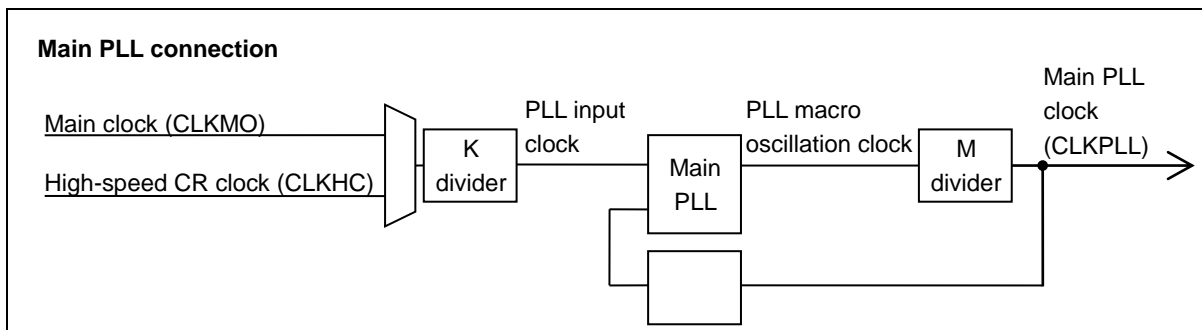 Main PLL connection
Main clock (CLKMO)
High-speed CR clock (CLKHC)
K
divider
PLL input
clock
Main
PLL
PLL macro
oscillation clock
M
divider
Main PLL
clock
(CLKPLL)